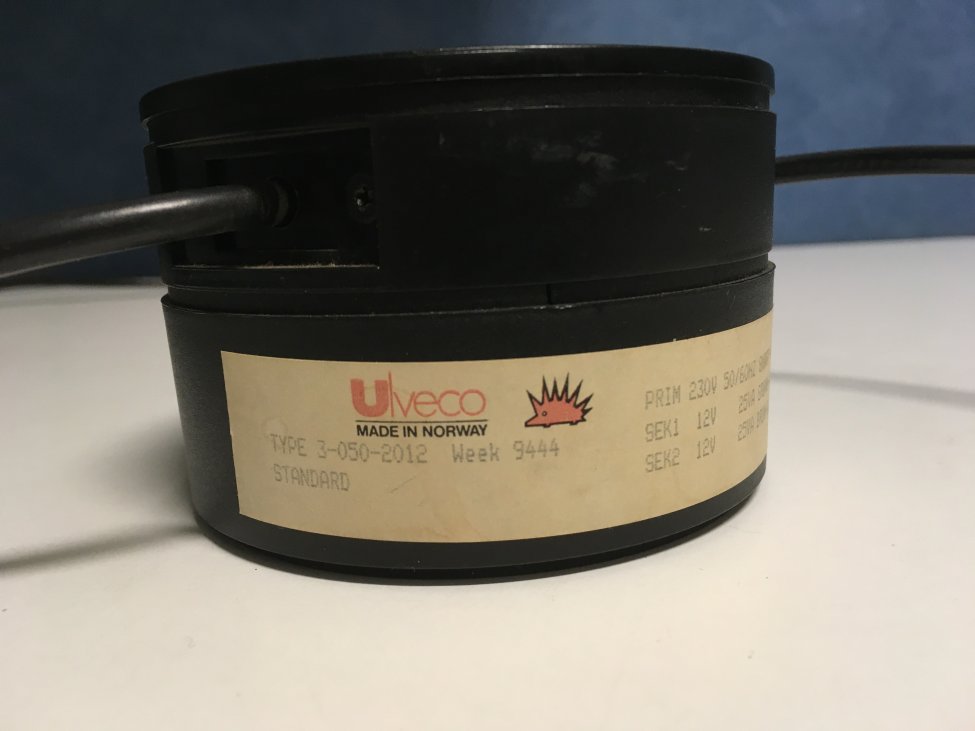 Ulveco
MADE IN NORWAY
TYPE 3-050-2012 Week 9444
STANDARD
PRIM 230V 50/60HZ
SEK1 12V 25VA
SEK2 12V 25VA